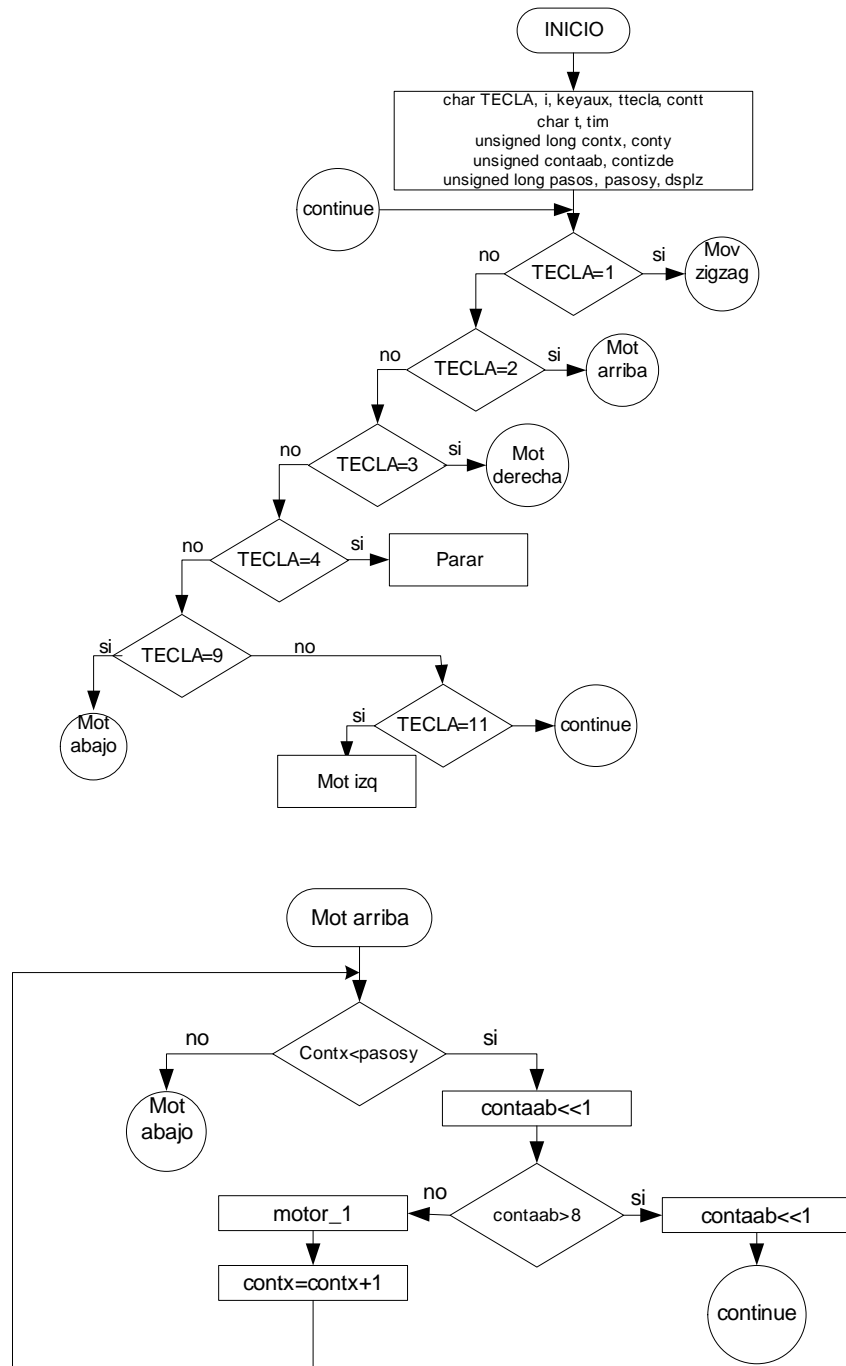 INICIO
char TECLA, i, keyaux, ttecla, contt
char t, tim
unsigned long contx, conty
unsigned contaab, contizde
unsigned long pasos, pasosy, dsplz
continue
no
TECLA=1
si
Mov
zigzag
no
TECLA=2
si
Mot
arriba
no
TECLA=3
si
Mot
derecha
no
TECLA=4
si
Parar
si
TECLA=9
no
Mot
abajo
si
TECLA=11
continue
Mot izq
Mot arriba
no
Contx<pasosy
si
Mot
abajo
contaab<<1
motor_1
no
contaab>8
si
contaab<<1
contx=contx+1
continue